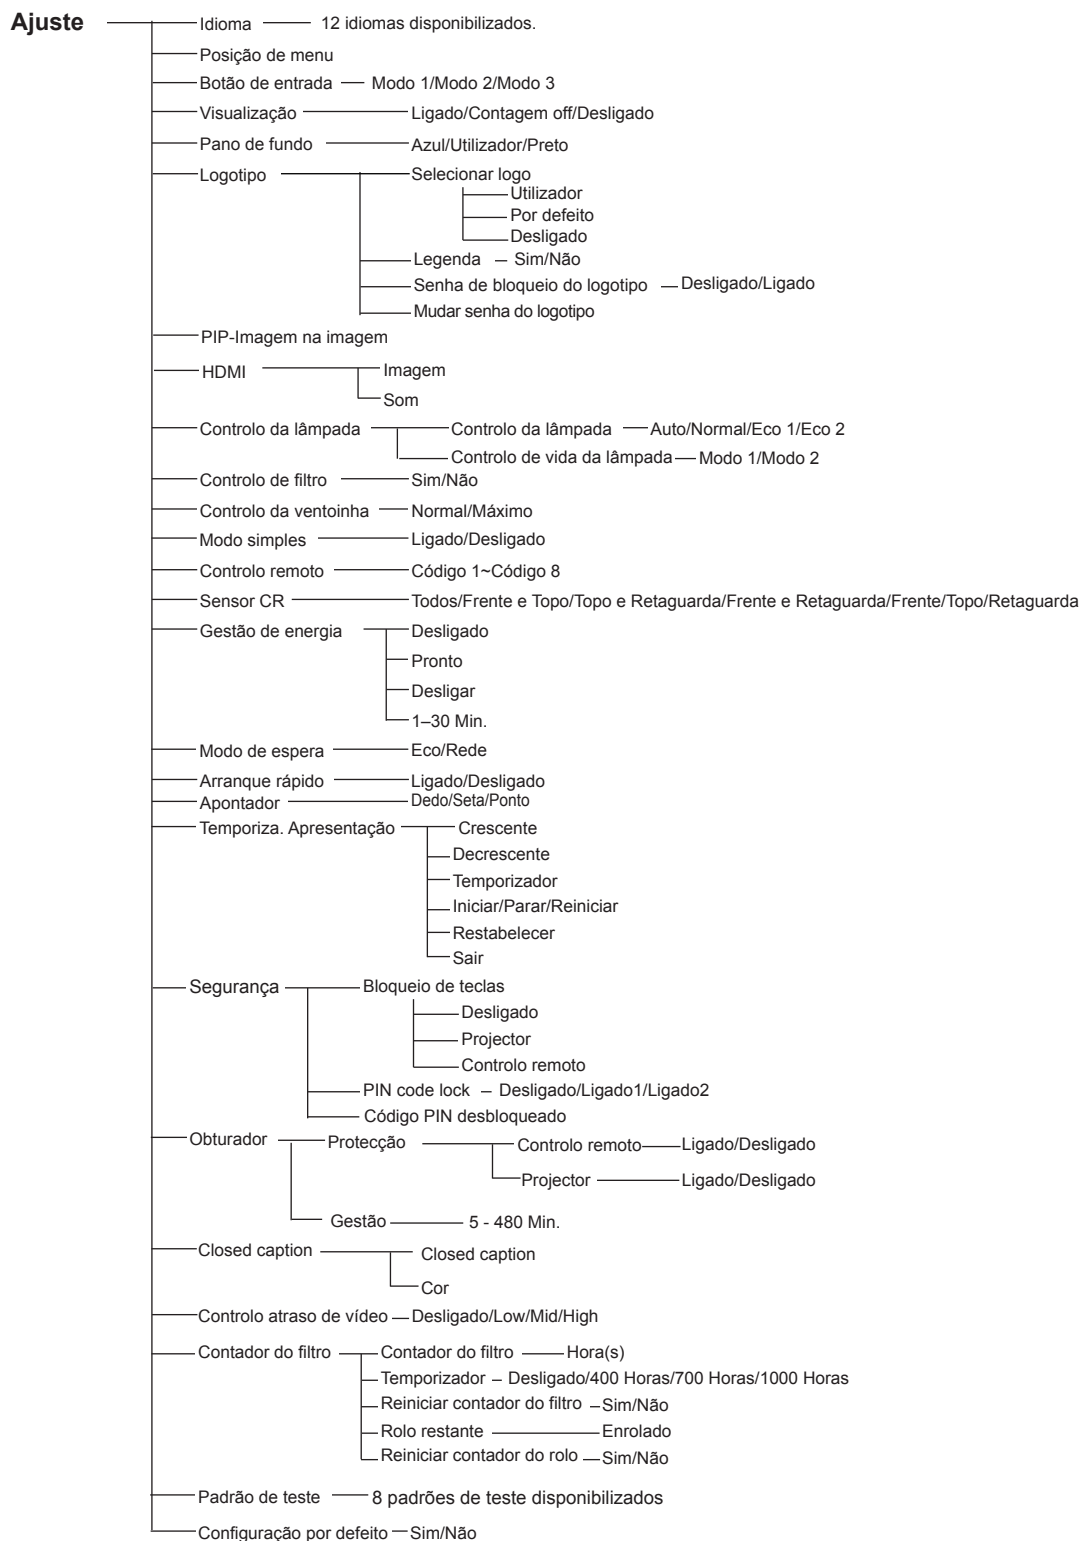 Ajuste
Idioma 12 idiomas disponibilizados.
Posição de menu
Botão de entrada Modo 1/Modo 2/Modo 3
Visualização Ligado/Contagem off/Desligado
Pano de fundo Azul/Utilizador/Preto
Logotipo Selecionar logo
Utilizador
Por defeito
Desligado
Legenda Sim/Não
Senha de bloqueio do logotipo Desligado/Ligado
Mudar senha do logotipo
PIP-Imagem na imagem
HDMI Imagem
Som
Controlo da lâmpada Controlo da lâmpada Auto/Normal/Eco 1/Eco 2
Controlo de vida da lâmpada Modo 1/Modo 2
Controlo de filtro Sim/Não
Controlo da ventoinha Normal/Máximo
Modo simples Ligado/Desligado
Controlo remoto Código 1~Código 8
Sensor CR Todos/Frente e Topo/Topo e Retaguarda/Frente e Retaguarda/Frente/Topo/Retaguarda
Gestão de energia Desligado
Pronto
Desligar
1–30 Min.
Modo de espera Eco/Rede
Arranque rápido Ligado/Desligado
Apontador Dedo/Seta/Ponto
Temporiza. Apresentação Crescente
Decrescente
Temporizador
Iniciar/Parar/Reiniciar
Restabelecer
Sair
Segurança Bloqueio de teclas
Desligado
Projector
Controlo remoto
PIN code lock Desligado/Ligado1/Ligado2
Código PIN desbloqueado
Obturador Protecção Controlo remoto Ligado/Desligado
Projector Ligado/Desligado
Gestão 5 - 480 Min.
Closed caption Closed caption
Cor
Controlo atraso de vídeo Desligado/Low/Mid/High
Contador do filtro Contador do filtro Hora(s)
Temporizador Desligado/400 Horas/700 Horas/1000 Horas
Reiniciar contador do filtro Sim/Não
Rolo restante Enrolado
Reiniciar contador do rolo Sim/Não
Padrão de teste 8 padrões de teste disponibilizados
Configuração por defeito Sim/Não